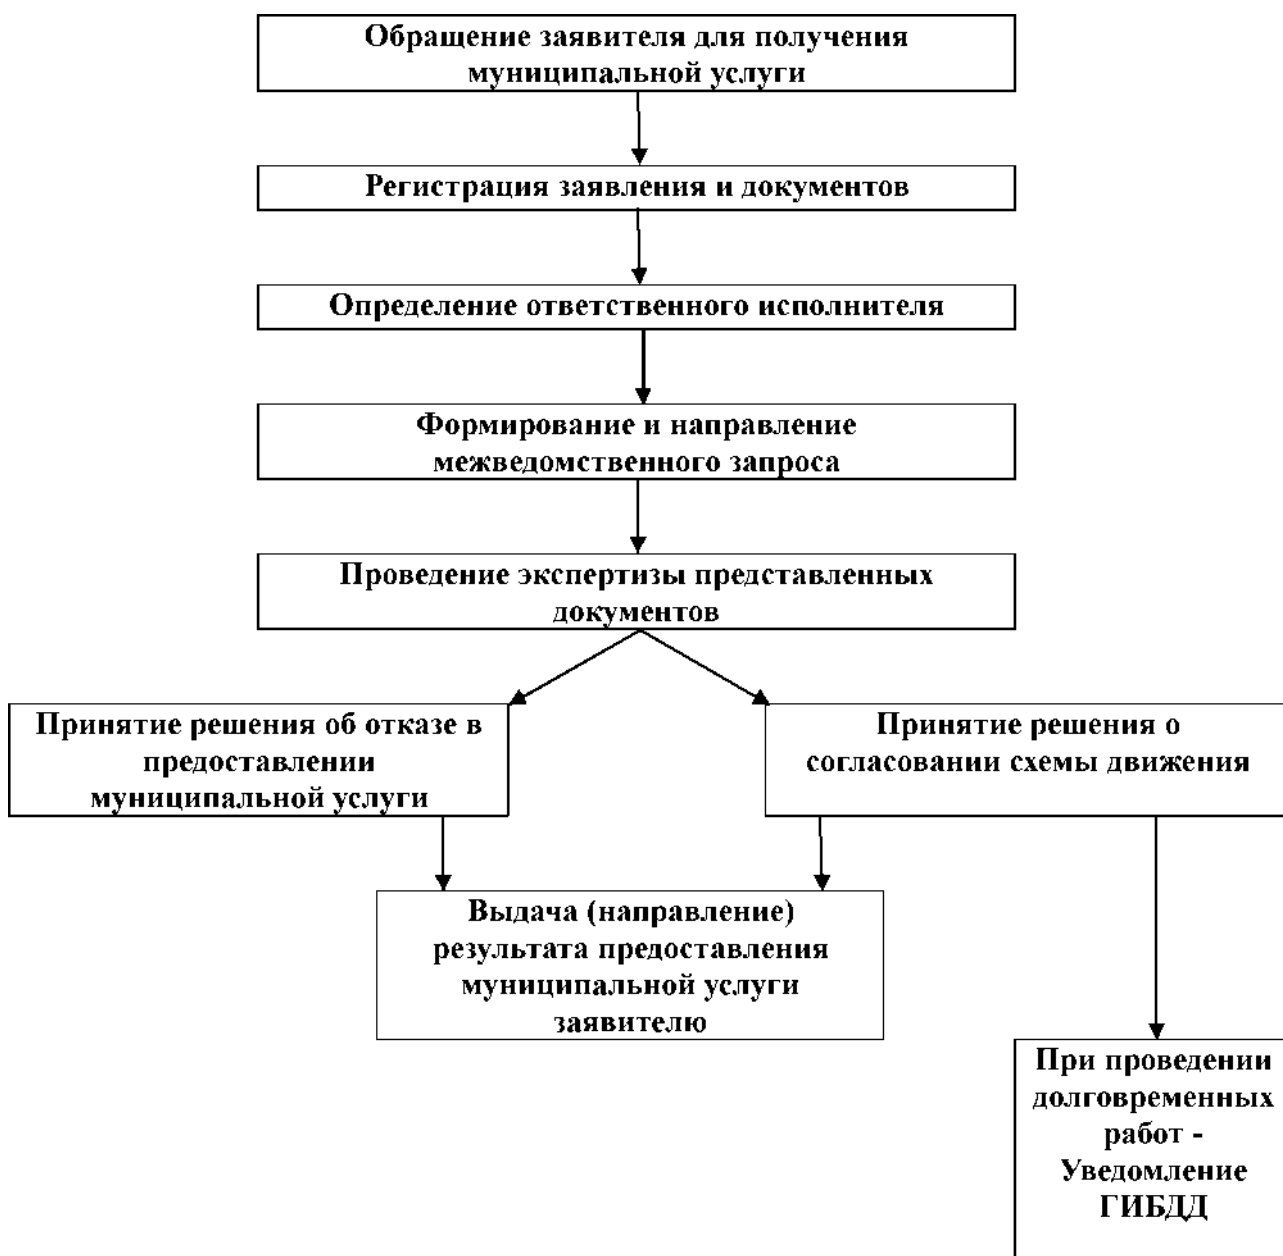 Обращение заявителя для получения
муниципальной услуги
Регистрация заявления и документов
Определение ответственного исполнителя
Формирование и направление
межведомственного запроса
Проведение экспертизы представленных
документов
Принятие решения об отказе в
предоставлении
муниципальной услуги
Принятие решения о
согласовании схемы движения
Выдача (направление)
результата предоставления
муниципальной услуги
заявителю
При проведении
долговременных
работ -
Уведомление
ГИБДД